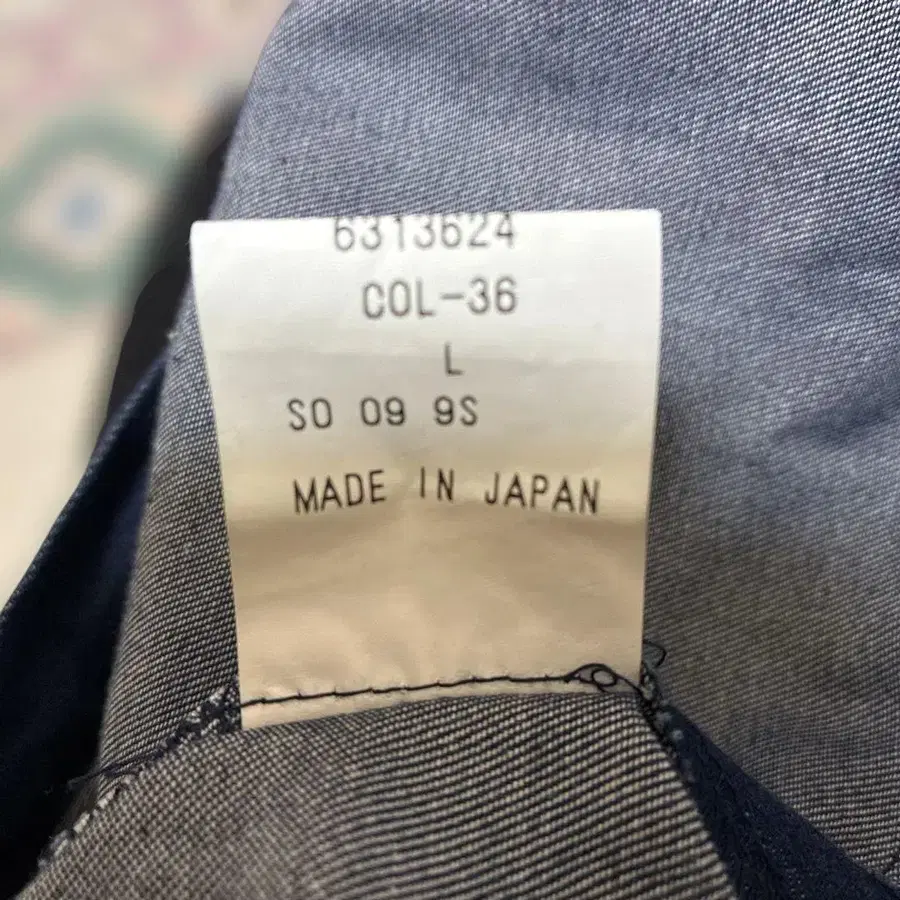 6313624
COL-36
L
SO 09 9S
MADE IN JAPAN